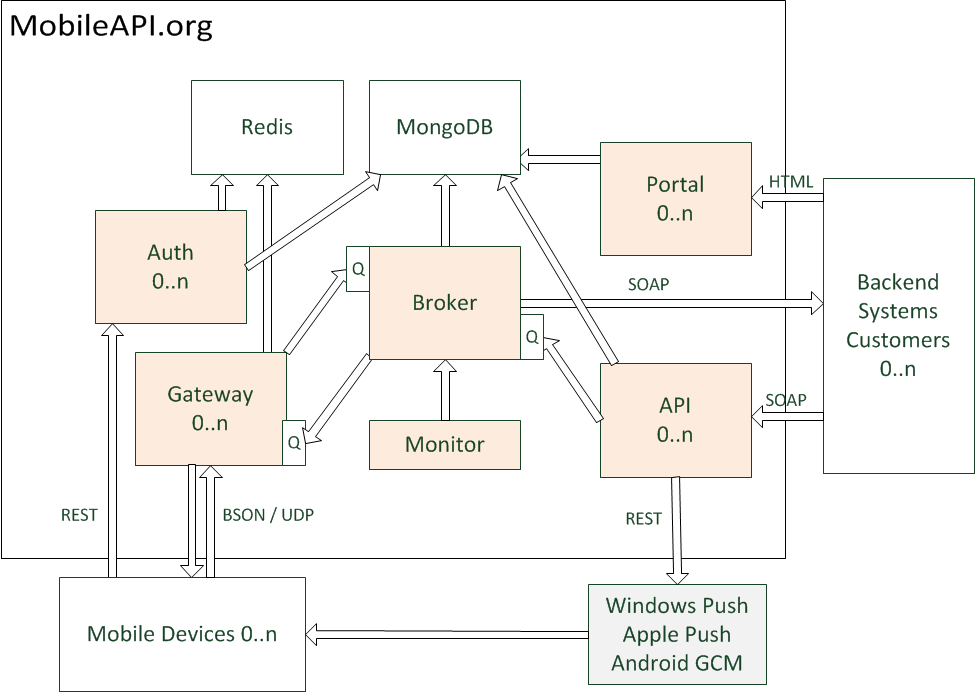 MobileAPI.org
Redis
MongoDB
Portal
0..n
HTML
Auth
0..n
Q
Broker
SOAP
Backend
Systems
Customers
0..n
Q
Gateway
0..n
Q
Monitor
API
0..n
SOAP
REST
BSON / UDP
REST
Mobile Devices 0..n
Windows Push
Apple Push
Android GCM